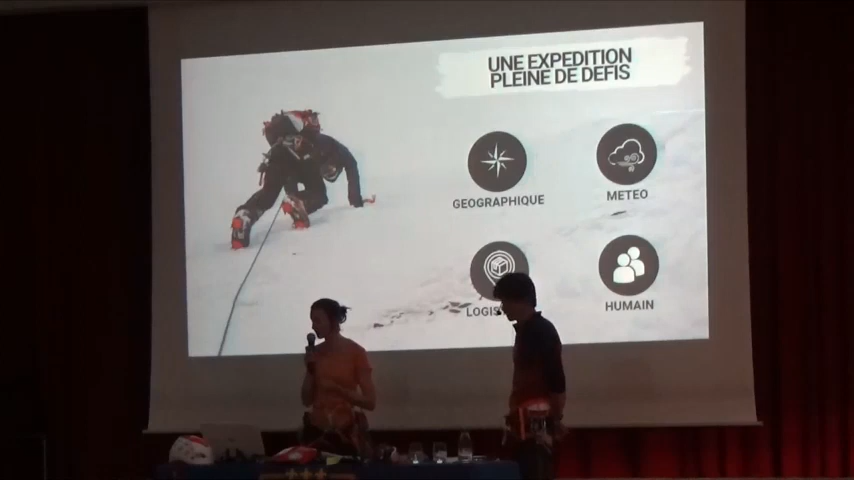 UNE EXPEDITION
PLEINE DE DEFIS
GEOGRAPHIQUE
METEO
HUMAIN